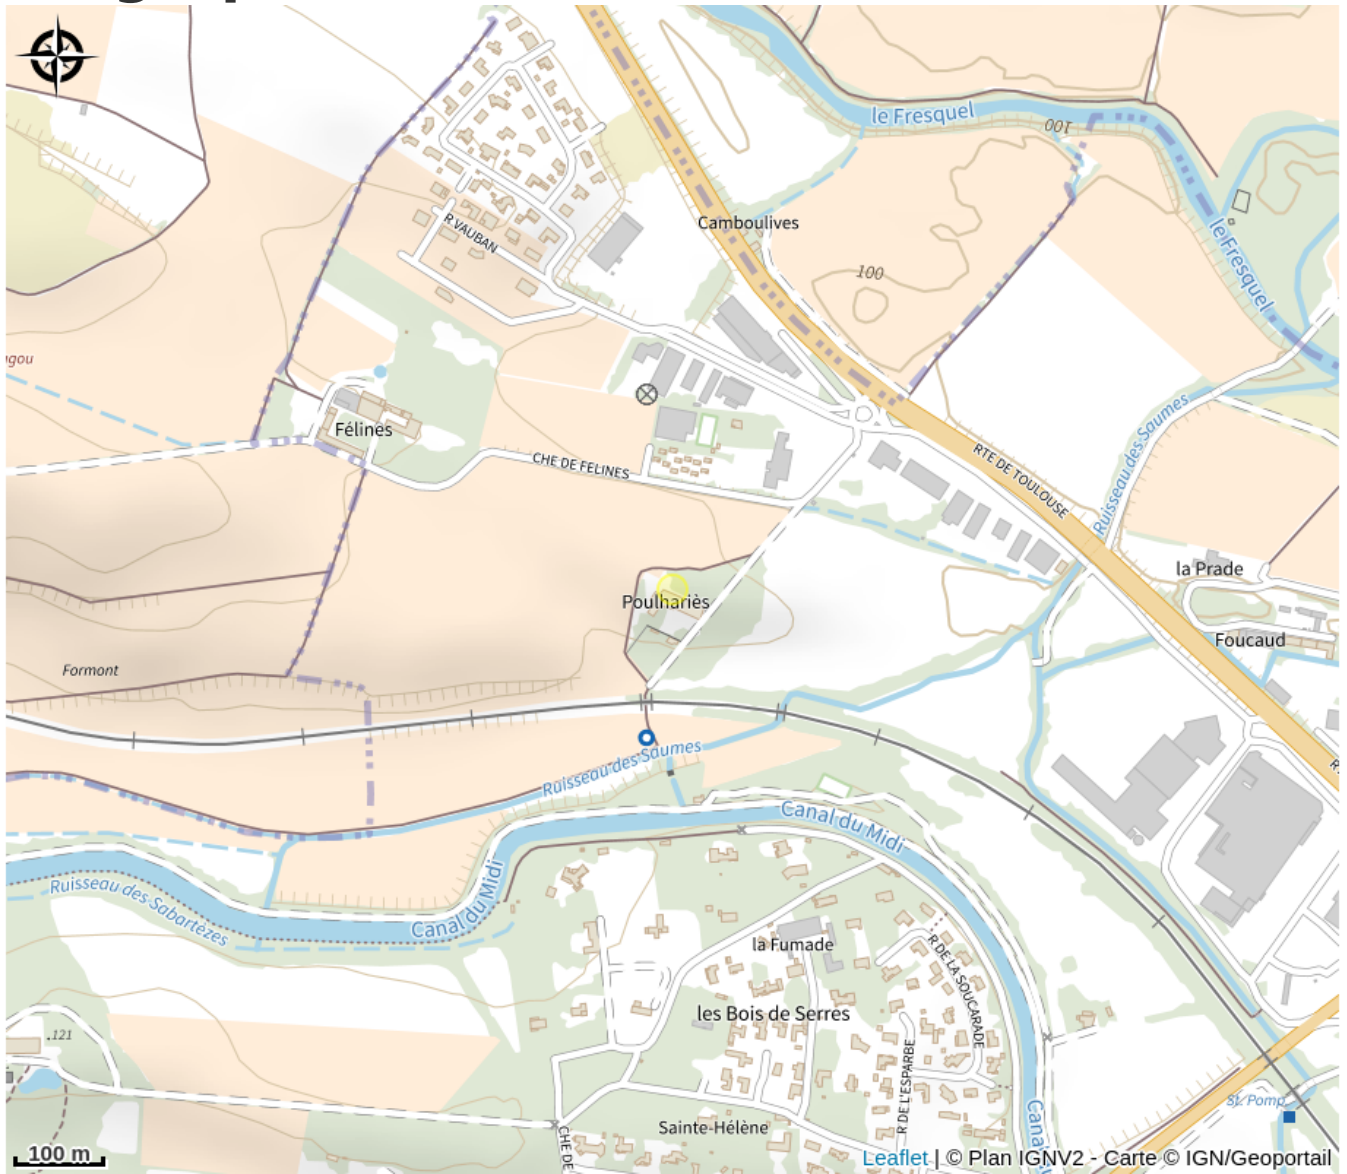 le Fresquel
100
Camboulives
R VAUBAN
le Fresquel
100
Ruisseau des Saumes
Félines
CHE DE FELINES
RTE DE TOULOUSE
la Prade
Poulhariès
Foucaud
Formont
Ruisseau des Saumes
Canal du Midi
Canal du Midi
Ruisseau des Sabartèzes
la Fumade
R DE LA SOUCARADE
les Bois de Serres
.121
R DE L'ESPARBE
St. Pomp.
Sainte-Hélène
CHE DE
Canal
100 m
Leaflet | © Plan IGNV2 - Carte © IGN/Geoportail